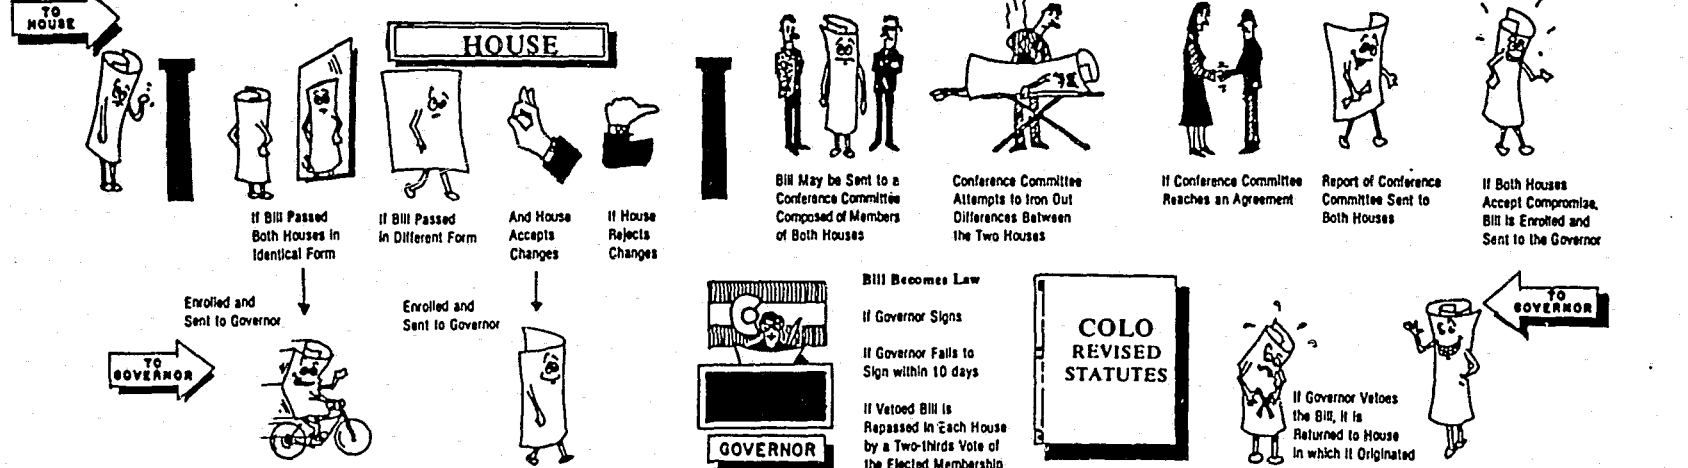 TO
HOUSE
HOUSE
If Bill Passed
Both Houses in
Identical Form
If Bill Passed
in Different Form
And House
Accepts
Changes
If House
Rejects
Changes
Bill May be Sent to a
Conference Committee
Composed of Members
of Both Houses
Conference Committee
Attempts to Iron Out
Differences Between
the Two Houses
If Conference Committee
Reaches an Agreement
Report of Conference
Committee Sent to
Both Houses
If Both Houses
Accept Compromise,
Bill is Enrolled and
Sent to the Governor
Enrolled and
Sent to Governor
Enrolled and
Sent to Governor
TO
GOVERNOR
GOVERNOR
Bill Becomes Law
If Governor Signs
If Governor Fails to
Sign within 10 days
If Vetoed Bill is
Repassed in Each House
by a Two-thirds Vote of
the Elected Membership
COLO
REVISED
STATUTES
If Governor Vetoes
the Bill, it is
Returned to House
in which it Originated
TO
GOVERNOR